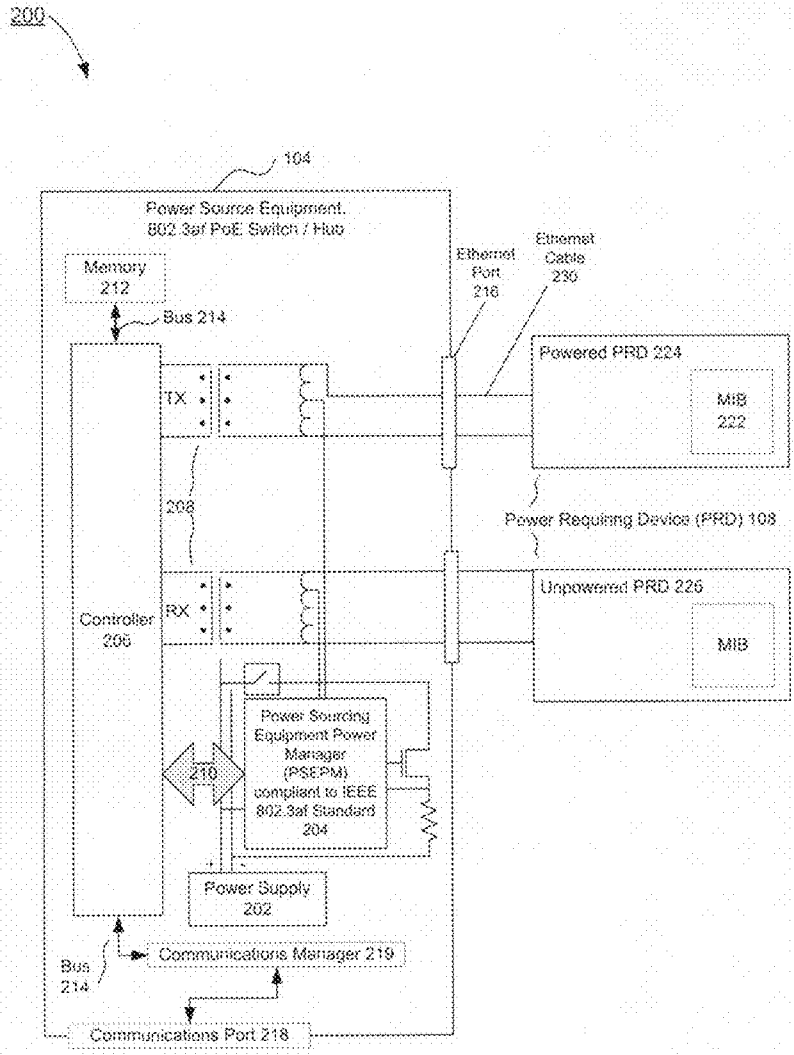 200
104
Power Source Equipment.
802.3af PoE Switch / Hub
Memory
212
Bus 214
Ethernet
Port
216
Ethernet
Cable
230
TX
Powered PRD 224
MIB
222
208
Power Requiring Device (PRD) 108
RX
Controller
206
Unpowered PRD 226
MIB
210
Power Sourcing
Equipment Power
Manager
(PSEPM)
compliant to IEEE
802.3af Standard
204
+ -
Power Supply
202
Bus
214
Communications Manager 219
Communications Port 218